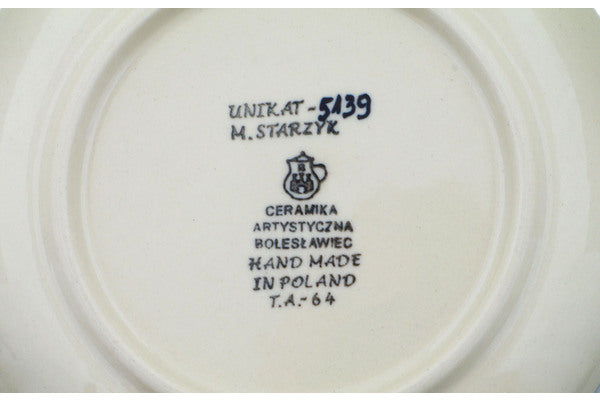 UNIKAT-5139
M. STARZYK
CERAMIKA
ARTYSTYCZNA
BOLESŁAWIEC
HAND MADE
IN POLAND
T.A.-64